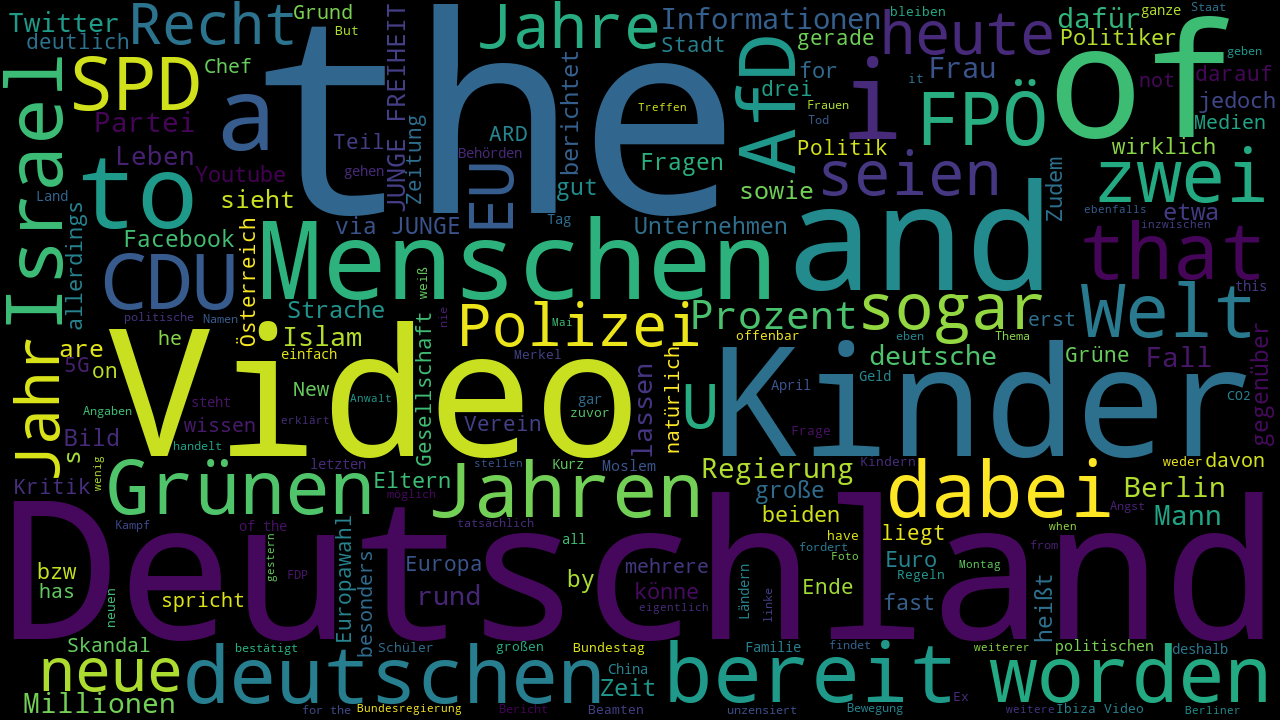 Twitter
deutlich
Recht
Grund
But
Jahre
Informationen
Stadt
gerade
bleiben
heute
dafür
Politiker
ganze
Staat
geben
SPD
Chef
the
FREIHEIT
JUNGE
berichtet
for
drei
AfD
Treffen
Frauen
Tod
i
Frau
it
FPÖ
of
not
darauf
jedoch
Medien
Israel
Partei
a
Teil
gehen
Zeitung
ARD
Behörden
Fragen
Politik
wirklich
Leben
Youtube
to
sieht
EU
gut
sowie
seien
zudem
zwei
Land
allerdings
Facebook
via JUNGE
Tag
Unternehmen
and
ebenfalls
etwa
inzwischen
that
CDU
Österreich
Menschen
weiß
this
politische
Namen
Strache
Islam
Polizei
nie
Mai
Prozent
sogar
erst
Welt
offenbar
eben
Thema
he
are
5G
on
Jahr
Video
einfach
Gesellschaft
Merkel
natürlich
deutsche
Grüne
Fall
gegenüber
New
Anwalt
gar
zuvor
lassen
U
Kinder
April
Geld
CO2
Angaben
steht
wissen
erklärt
Verein
Frage
Bild
s
handelt
wenig
Kritik
Grünen
letzten
Eltern
möglich
Jahren
stellen
Kurz
Moslem
Regierung
Kindern
große
dabei
weder
davon
Berlin
Angst
Mann
Deutschland
Kampf
of the
tatsächlich
all
beiden
have
liegt
when
fordert
Foto
from
bzw
has
gestern
FDP
Europawahl
besonders
Europa
rund
by
mehrere
könne
eigentlich
Ländern
linke
Ende
Euro
Regeln
fast
Montag
heißt
neuen
spricht
Skandal
bestätigt
Schüler
großen
Bundestag
Familie
findet
weiterer
politischen
deshalb
neue
deutschen
China
Zeit
bereit
worden
Millionen
for the
Bundesregierung
Bericht
Beamten
unzensiert
Bewegung
Ex
weitere
Ibiza Video
Berliner